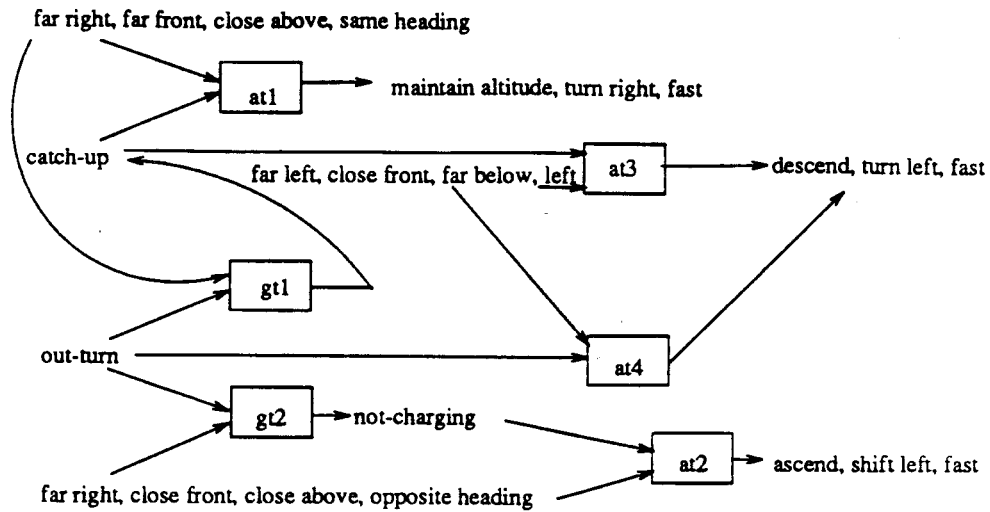 far right, far front, close above, same heading
at1
maintain altitude, turn right, fast
catch-up
far left, close front, far below, left
at3
descend, turn left, fast
gt1
out-turn
at4
gt2
not-charging
at2
ascend, shift left, fast
far right, close front, close above, opposite heading